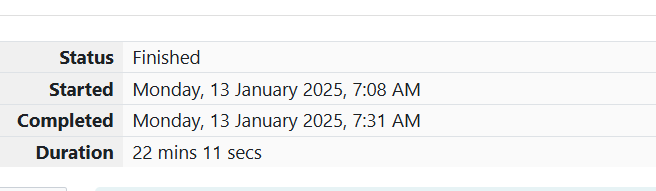 Status Finished
Started Monday, 13 January 2025, 7:08 AM
Completed Monday, 13 January 2025, 7:31 AM
Duration 22 mins 11 secs